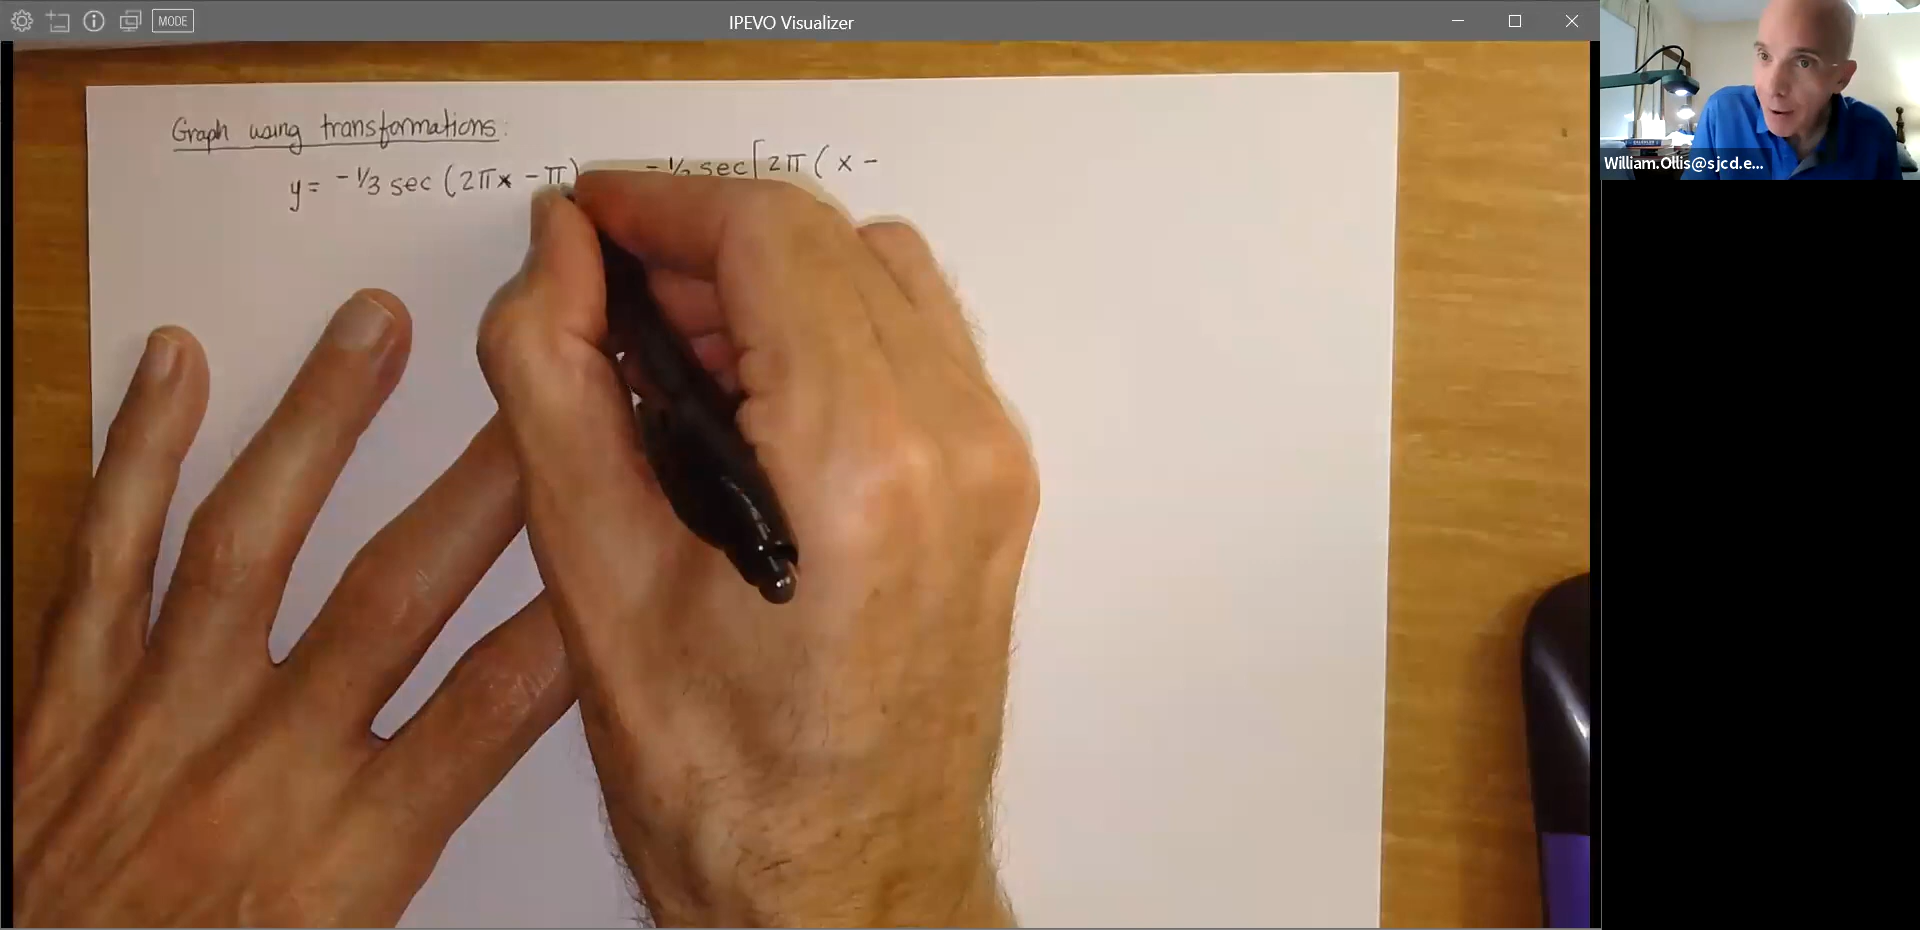 MODE
IPEVO Visualizer
Graph using transformations:
y = -1/3 sec (2πx - π) -1/3 sec[2π( x -
William.Ollis@sjcd.e...